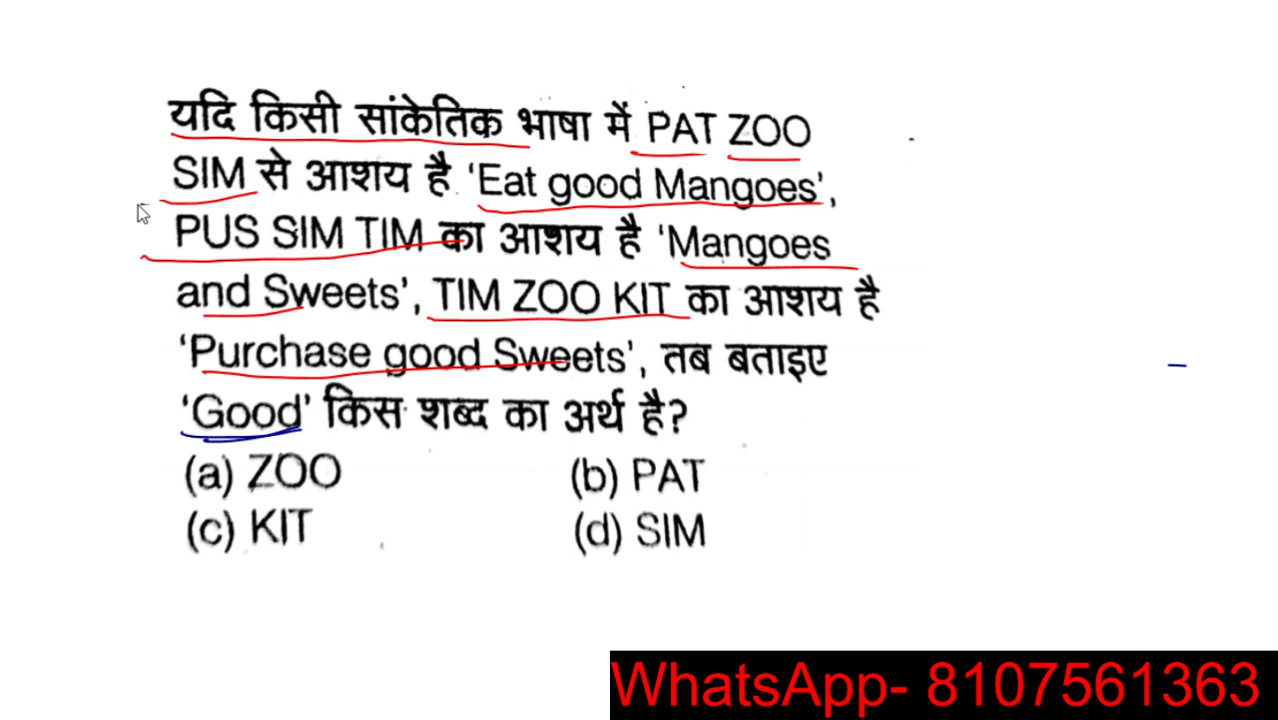 यदि किसी सांकेतिक भाषा में PAT ZOO
SIM से आशय है 'Eat good Mangoes',
PUS SIM TIM का आशय है 'Mangoes
and Sweets', TIM ZOO KIT का आशय है
'Purchase good Sweets', तब बताइए
'Good' किस शब्द का अर्थ है?
(a) ZOO (b) PAT
(c) KIT (d) SIM
WhatsApp- 8107561363